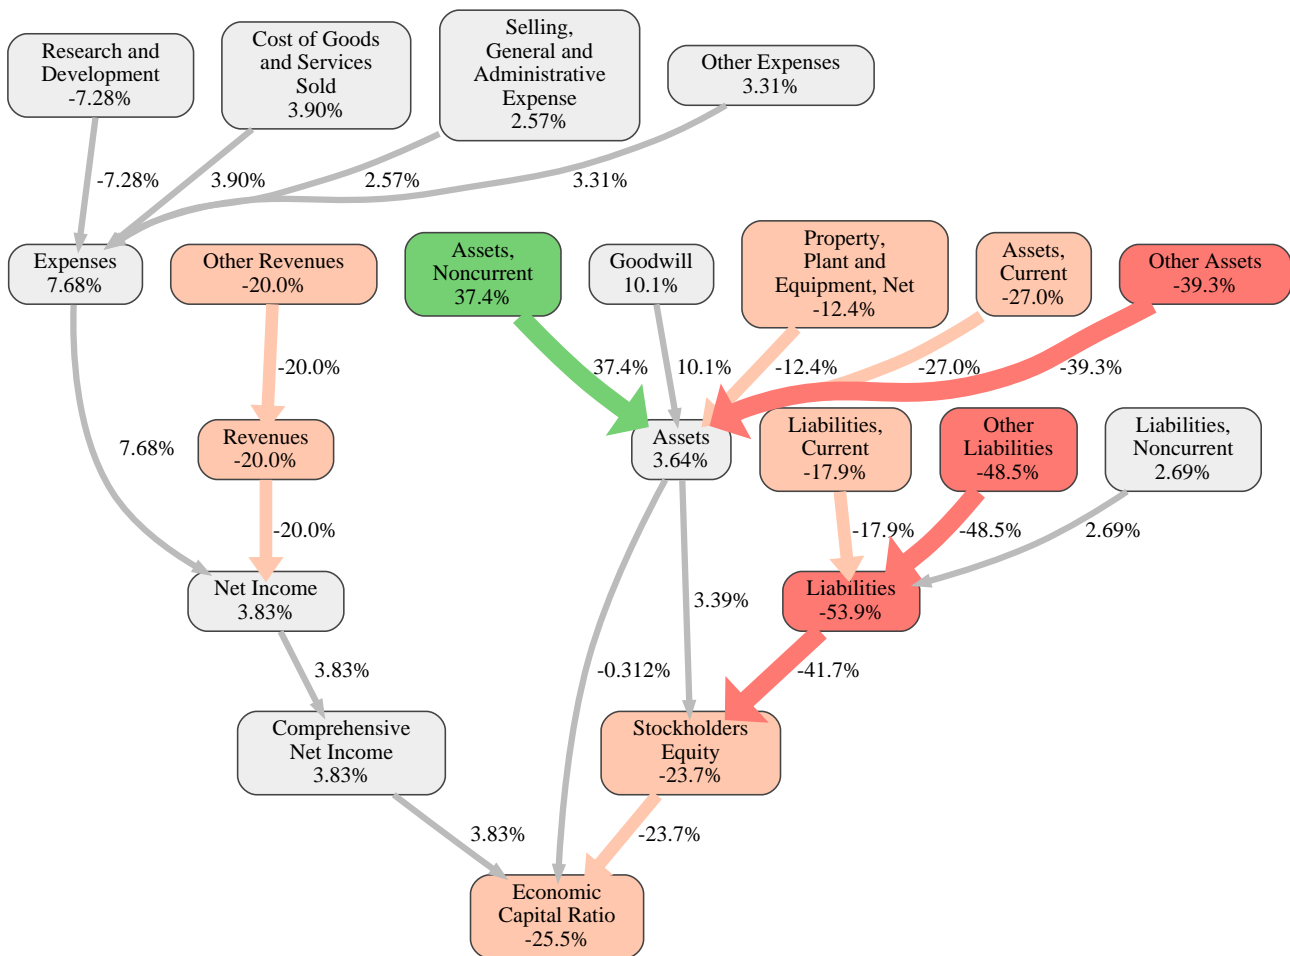 Research and
Development
-7.28%
Cost of Goods
and Services
Sold
3.90%
Selling,
General and
Administrative
Expense
2.57%
Other Expenses
3.31%
-7.28%
3.90%
2.57%
3.31%
Expenses
7.68%
Other Revenues
-20.0%
Assets,
Noncurrent
37.4%
Goodwill
10.1%
Property,
Plant and
Equipment, Net
-12.4%
Assets,
Current
-27.0%
Other Assets
-39.3%
-20.0%
37.4%
10.1%
-12.4%
-27.0%
-39.3%
7.68%
Revenues
-20.0%
Assets
3.64%
Liabilities,
Current
-17.9%
Other
Liabilities
-48.5%
Liabilities,
Noncurrent
2.69%
-20.0%
-17.9%
-48.5%
2.69%
Net Income
3.83%
3.39%
Liabilities
-53.9%
3.83%
-0.312%
-41.7%
Comprehensive
Net Income
3.83%
Stockholders
Equity
-23.7%
3.83%
-23.7%
Economic
Capital Ratio
-25.5%